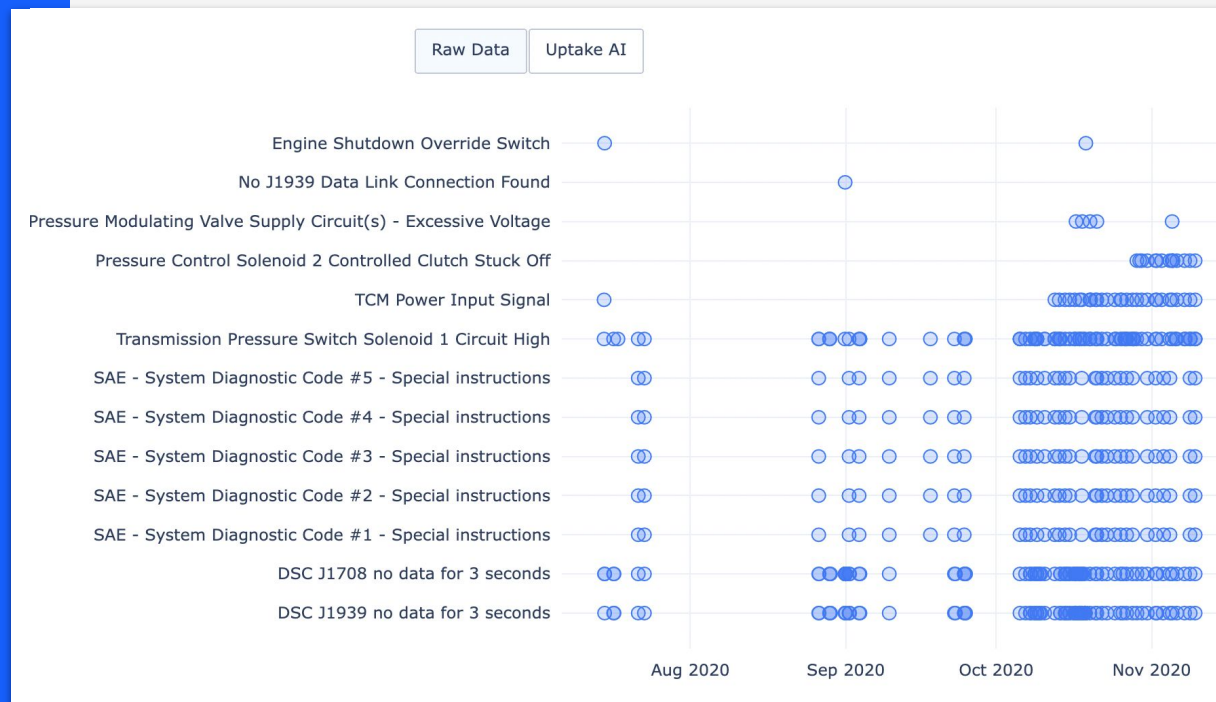 Raw Data
Uptake AI
Engine Shutdown Override Switch
No J1939 Data Link Connection Found
Pressure Modulating Valve Supply Circuit(s) - Excessive Voltage
Pressure Control Solenoid 2 Controlled Clutch Stuck Off
TCM Power Input Signal
Transmission Pressure Switch Solenoid 1 Circuit High
SAE - System Diagnostic Code #5 - Special instructions
SAE - System Diagnostic Code #4 - Special instructions
SAE - System Diagnostic Code #3 - Special instructions
SAE - System Diagnostic Code #2 - Special instructions
SAE - System Diagnostic Code #1 - Special instructions
DSC J1708 no data for 3 seconds
DSC J1939 no data for 3 seconds
Aug 2020 Sep 2020 Oct 2020 Nov 2020